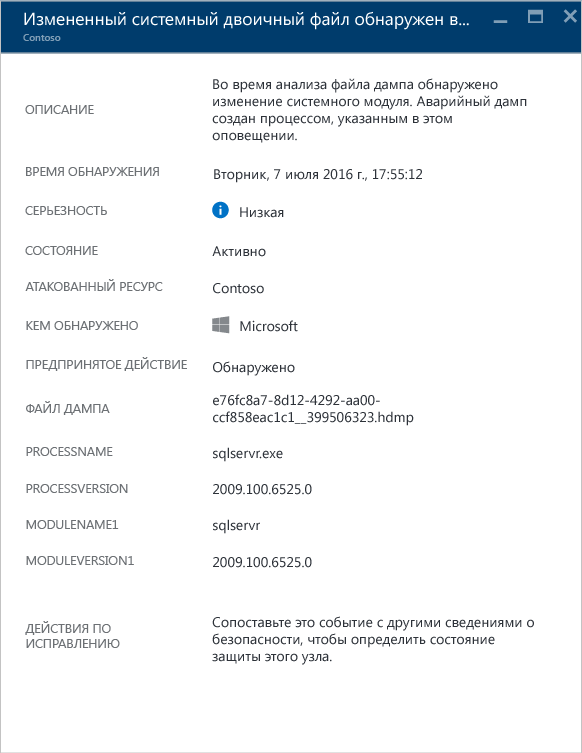 Измененный системный двоичный файл обнаружен в...
Contoso
ОПИСАНИЕ
Во время анализа файла дампа обнаружено
изменение системного модуля. Аварийный дамп
создан процессом, указанным в этом
оповещении.
ВРЕМЯ ОБНАРУЖЕНИЯ
Вторник, 7 июля 2016 г., 17:55:12
СЕРЬЕЗНОСТЬ
Низкая
СОСТОЯНИЕ
Активно
АТАКОВАННЫЙ РЕСУРС
Contoso
КЕМ ОБНАРУЖЕНО
Microsoft
ПРЕДПРИНЯТОЕ ДЕЙСТВИЕ
Обнаружено
ФАЙЛ ДАМПА
e76fc8a7-8d12-4292-aa00-
ccf858eac1c1__399506323.hdmp
PROCESSNAME
sqlservr.exe
PROCESSVERSION
2009.100.6525.0
MODULENAME1
sqlservr
MODULEVERSION1
2009.100.6525.0
ДЕЙСТВИЯ ПО
ИСПРАВЛЕНИЮ
Сопоставьте это событие с другими сведениями о
безопасности, чтобы определить состояние
защиты этого узла.